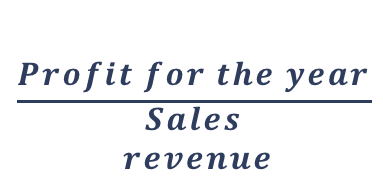 Profit for the year
Sales
revenue